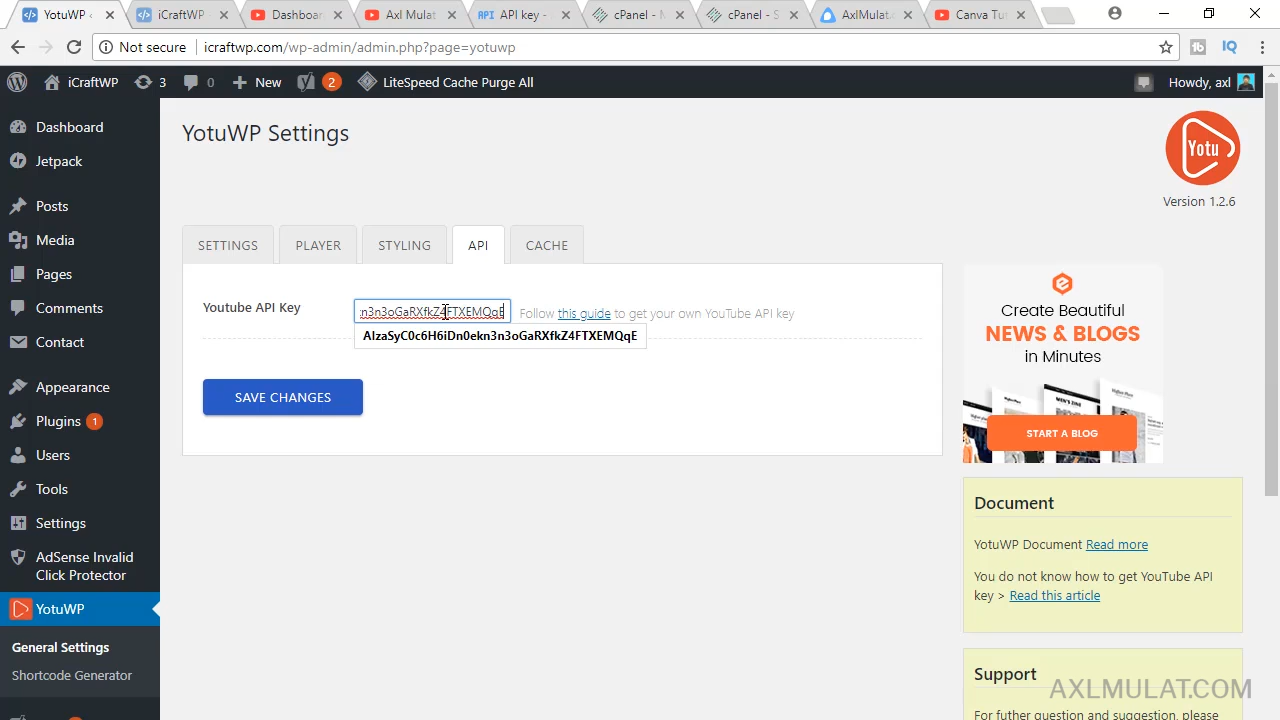 YotuWP ‹
iCraftWP
Dashboar
Axl Mulat
API API key -
cPanel - M
cPanel - S
AxlMulat.
Canva Tu
Not secure icraftwp.com/wp-admin/admin.php?page=yotuwp
iCraftWP 3 0 New 2 LiteSpeed Cache Purge All Howdy, axl
Dashboard
Jetpack
Posts
Media
Pages
Comments
Contact
Appearance
Plugins 1
Users
Tools
Settings
AdSense Invalid
Click Protector
YotuWP
General Settings
Shortcode Generator
YotuWP Settings
Yotu
Version 1.2.6
SETTINGS PLAYER STYLING API CACHE
Youtube API Key
n3n3oGaRXfkZ4FTXEMQqE
Follow this guide to get your own YouTube API key
AIzaSyC0c6H6iDn0ekn3n3oGaRXfkZ4FTXEMQqE
SAVE CHANGES
Create Beautiful
NEWS & BLOGS
in Minutes
START A BLOG
Document
YotuWP Document Read more
You do not know how to get YouTube API
key > Read this article
Support
For futher question and suggestion, please
AXLMULAT.COM